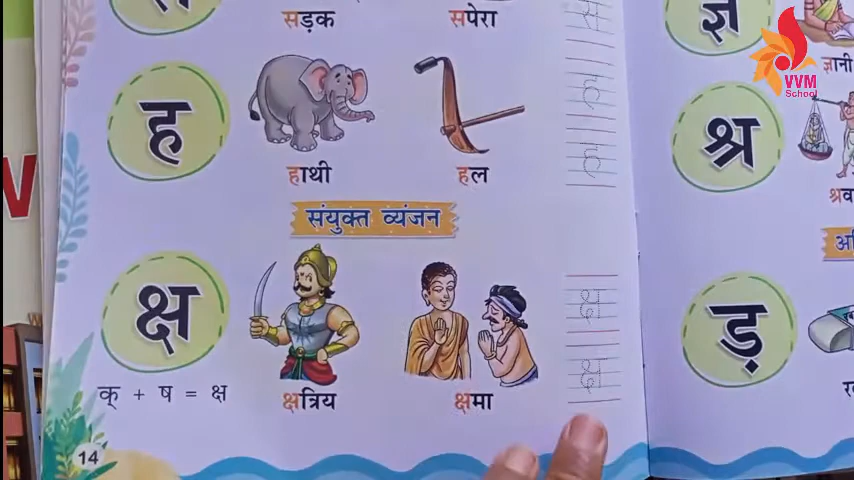 सड़क सपेरा
ह
हाथी हल
ह
ह
संयुक्त व्यंजन
क्ष
क् + ष = क्ष
क्षत्रिय क्षमा
क्ष
क्ष
14
ज्ञ
ज्ञानी
श्र
ड़
VVM
School
V